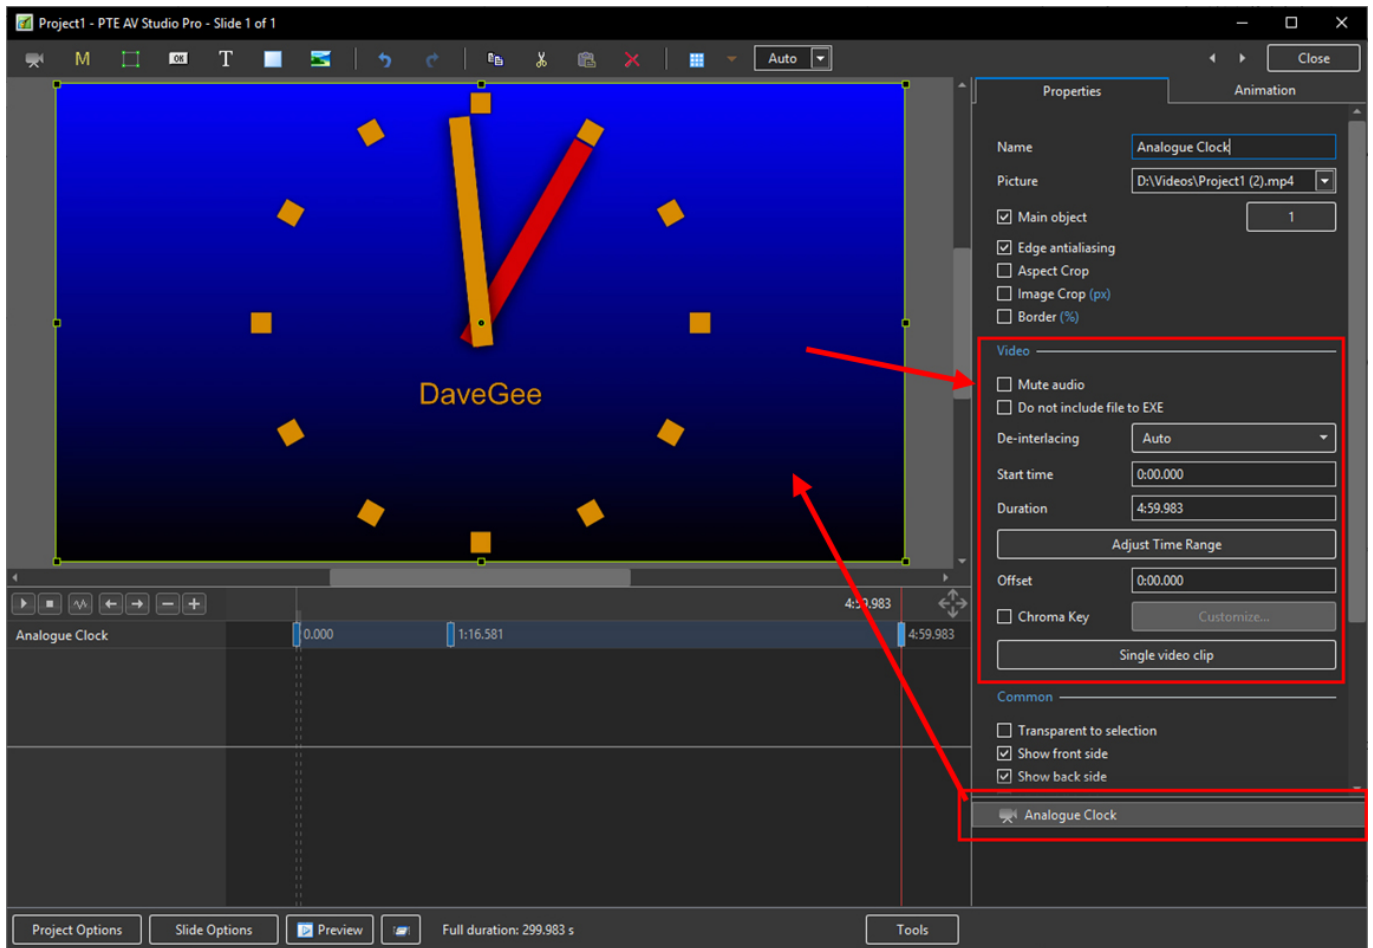 Project1 - PTE AV Studio Pro - Slide 1 of 1
M OK T Auto Close
Properties Animation
Name Analogue Clock
Picture D:\Videos\Project1 (2).mp4
Main object 1
Edge antialiasing
Aspect Crop
Image Crop (px)
Border (%)
DaveGee
Video
Mute audio
Do not include file to EXE
De-interlacing Auto
Start time 0:00.000
Duration 4:59.983
Adjust Time Range
Offset 0:00.000
Chroma Key Customize...
Single video clip
Common
Transparent to selection
Show front side
Show back side
Analogue Clock
4:59.983
Analogue Clock 0.000 1:16.581 4:59.983
Project Options Slide Options Preview Full duration: 299.983 s Tools